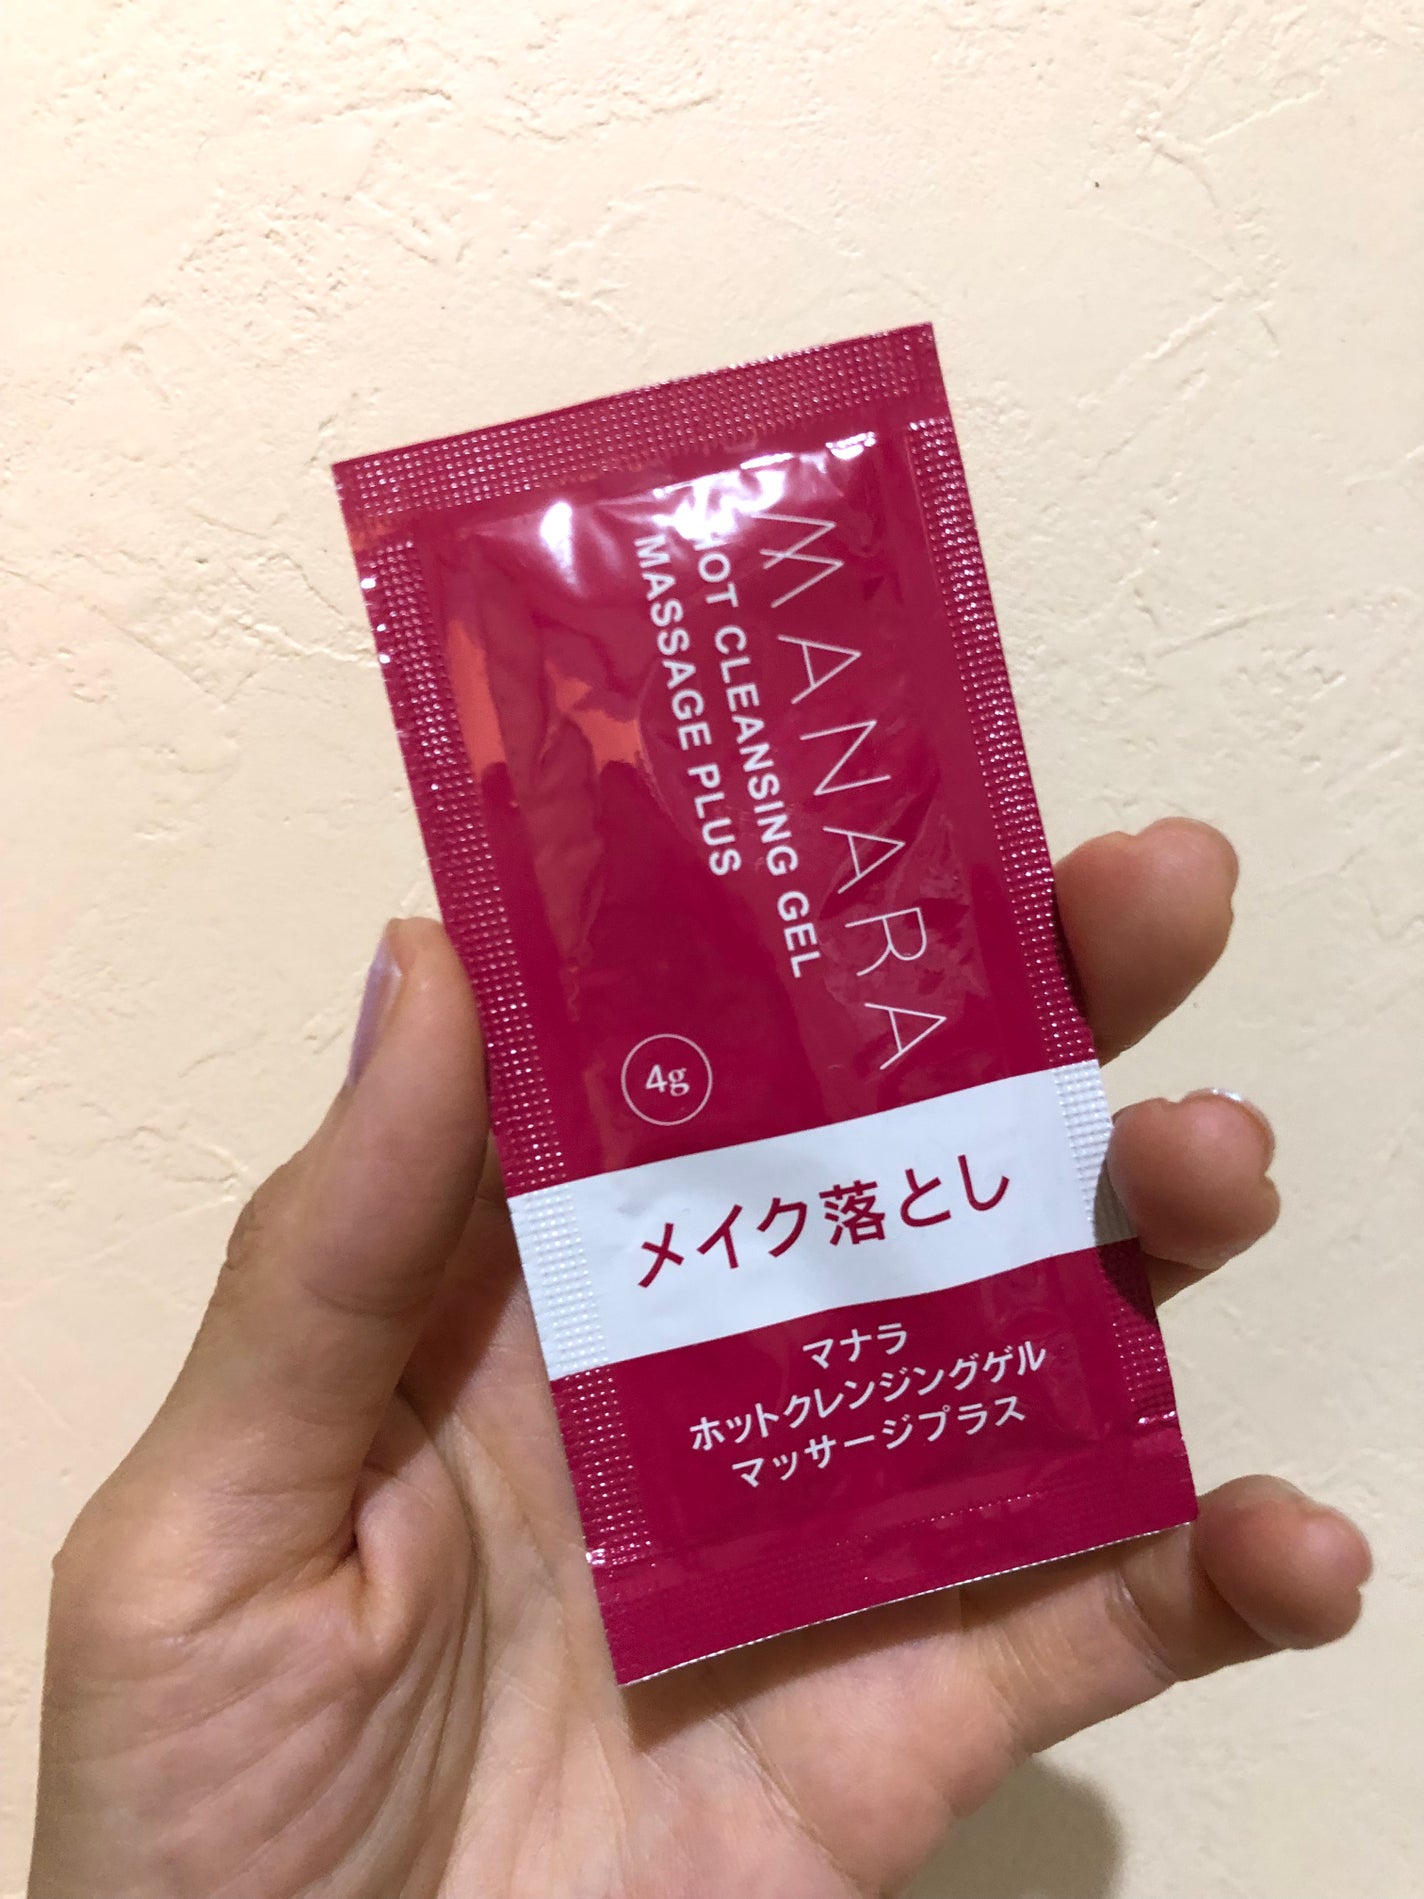 MANARA
HOT CLEANSING GEL
MASSAGE PLUS
4g
メイク落とし
マナラ
ホットクレンジングゲル
マッサージプラス